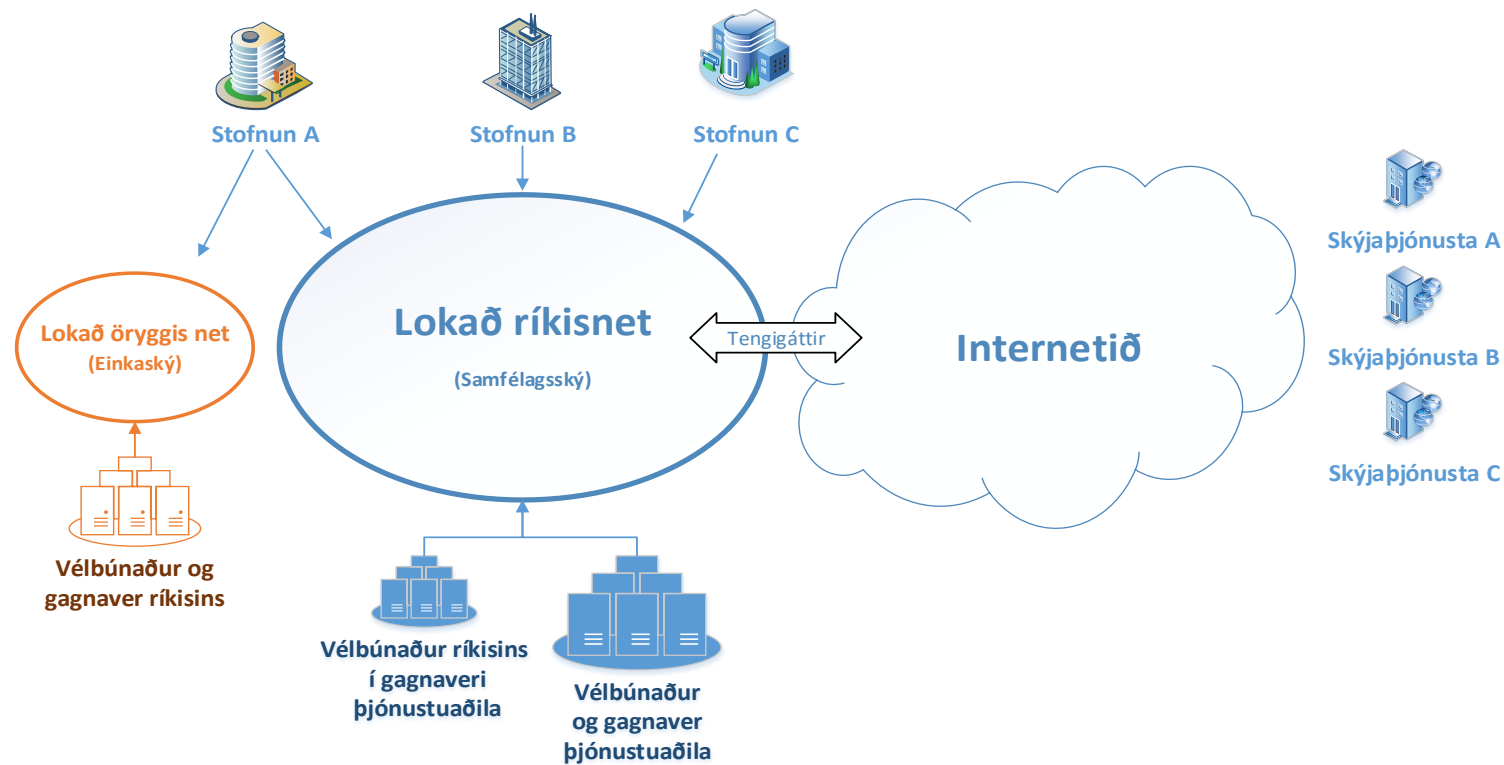 Stofnun A
Stofnun B
Stofnun C
Skýjaþjónusta A
Lokað öryggis net
(Einkaský)
Lokað ríkisnet
(Samfélagsský)
Tengigáttir
Internetið
Skýjaþjónusta B
Skýjaþjónusta C
Vélbúnaður og
gagnaver ríkisins
Vélbúnaður ríkisins
í gagnaveri
þjónustuaðila
Vélbúnaður
og gagnaver
þjónustuaðila